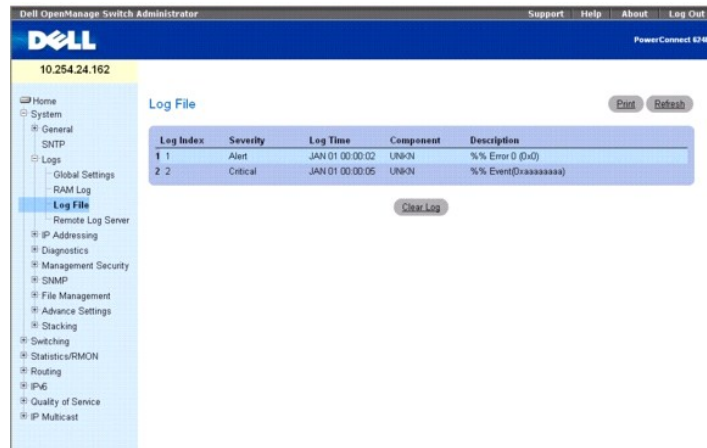 Dell OpenManage Switch Administrator
Support Help About Log Out
DELL
PowerConnect
10.254.24.162
Home
System
General
SNTP
Logs
Global Settings
RAM Log
Log File
Remote Log Server
IP Addressing
Diagnostics
Management Security
SNMP
File Management
Advance Settings
Stacking
Switching
Statistics/RMON
Routing
IPv6
Quality of Service
IP Multicast
Log File
Print Refresh
Log Index Severity Log Time Component Description
1 1 Alert JAN 01 00:00:02 UNKN %% Error 0 (0x0)
2 2 Critical JAN 01 00:00:05 UNKN %% Event(0xaaaaaaaa)
Clear Log